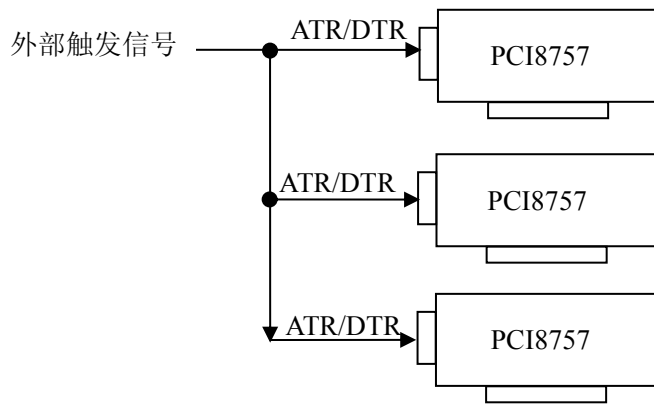 外部触发信号
ATR/DTR
PCI8757
ATR/DTR
PCI8757
ATR/DTR
PCI8757